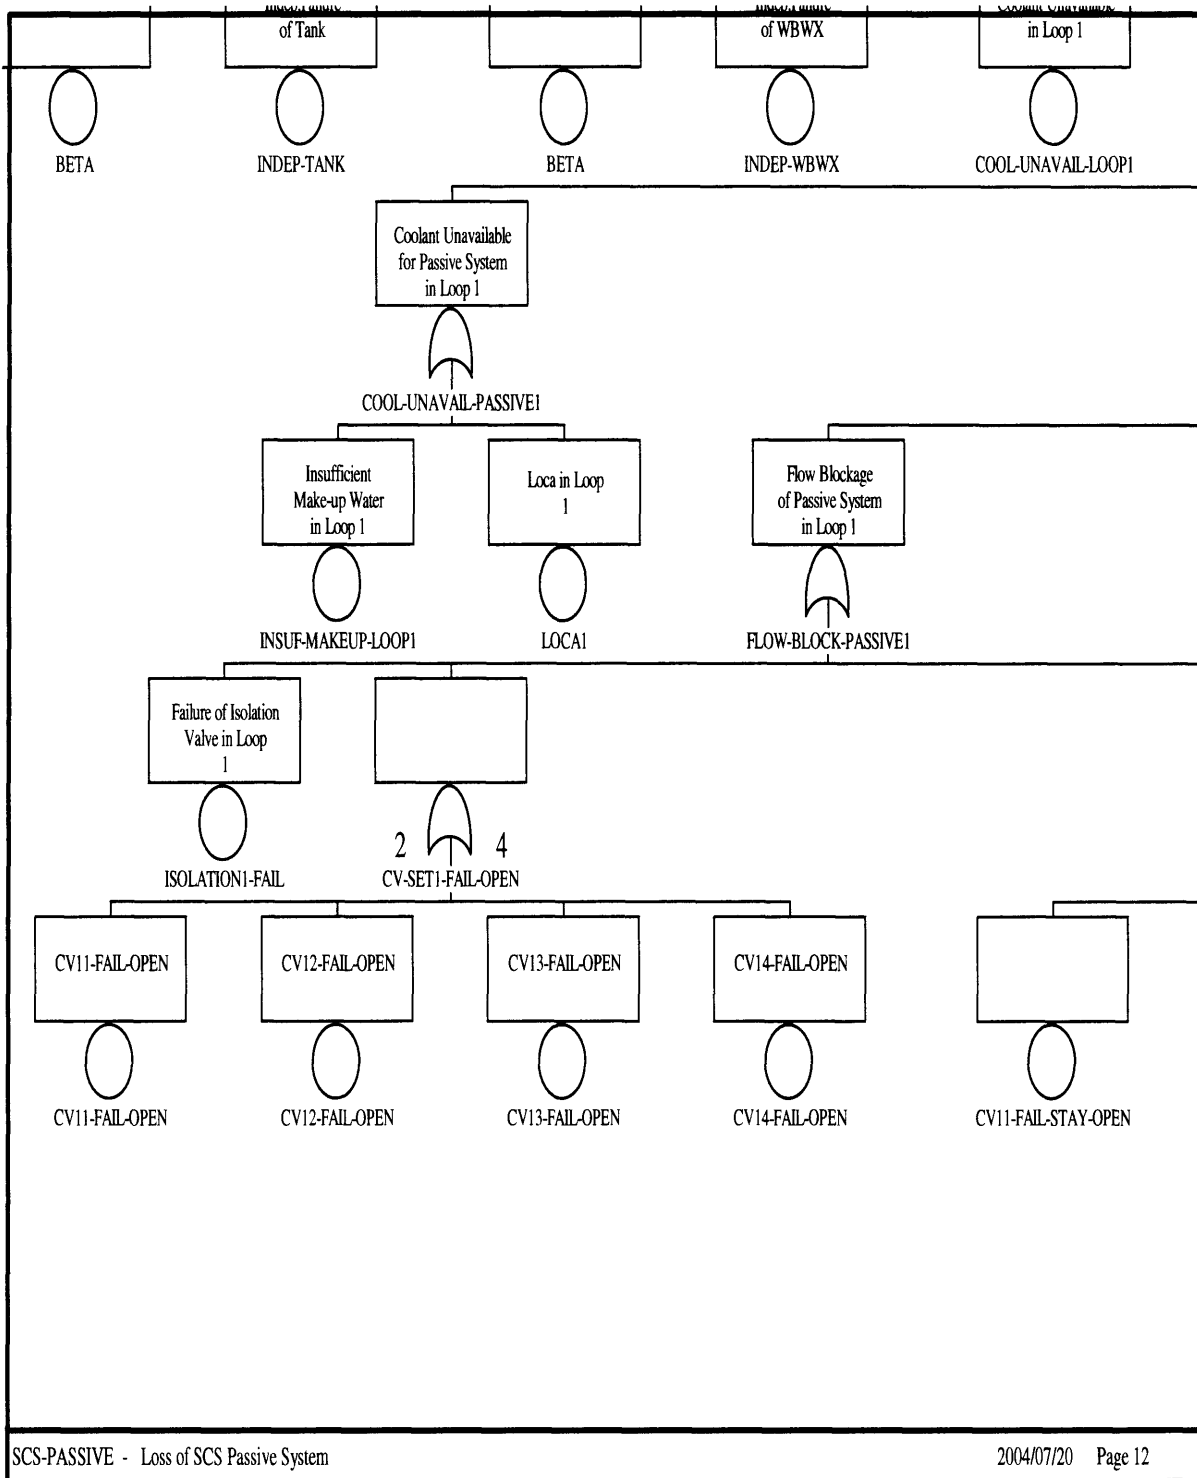 of Tank
of WBWX
in Loop 1
BETA
INDEP-TANK
BETA
INDEP-WBWX
COOL-UNAVAIL-LOOP1
Coolant Unavailable
for Passive System
in Loop 1
COOL-UNAVAIL-PASSIVE1
Insufficient
Make-up Water
in Loop 1
Loca in Loop
1
Flow Blockage
of Passive System
in Loop 1
INSUF-MAKEUP-LOOP1
LOCA1
FLOW-BLOCK-PASSIVE1
Failure of Isolation
Valve in Loop
1
2 4
ISOLATION1-FAIL
CV-SET1-FAIL-OPEN
CV11-FAIL-OPEN
CV12-FAIL-OPEN
CV13-FAIL-OPEN
CV14-FAIL-OPEN
CV11-FAIL-OPEN
CV12-FAIL-OPEN
CV13-FAIL-OPEN
CV14-FAIL-OPEN
CV11-FAIL-STAY-OPEN
SCS-PASSIVE - Loss of SCS Passive System
2004/07/20 Page 12